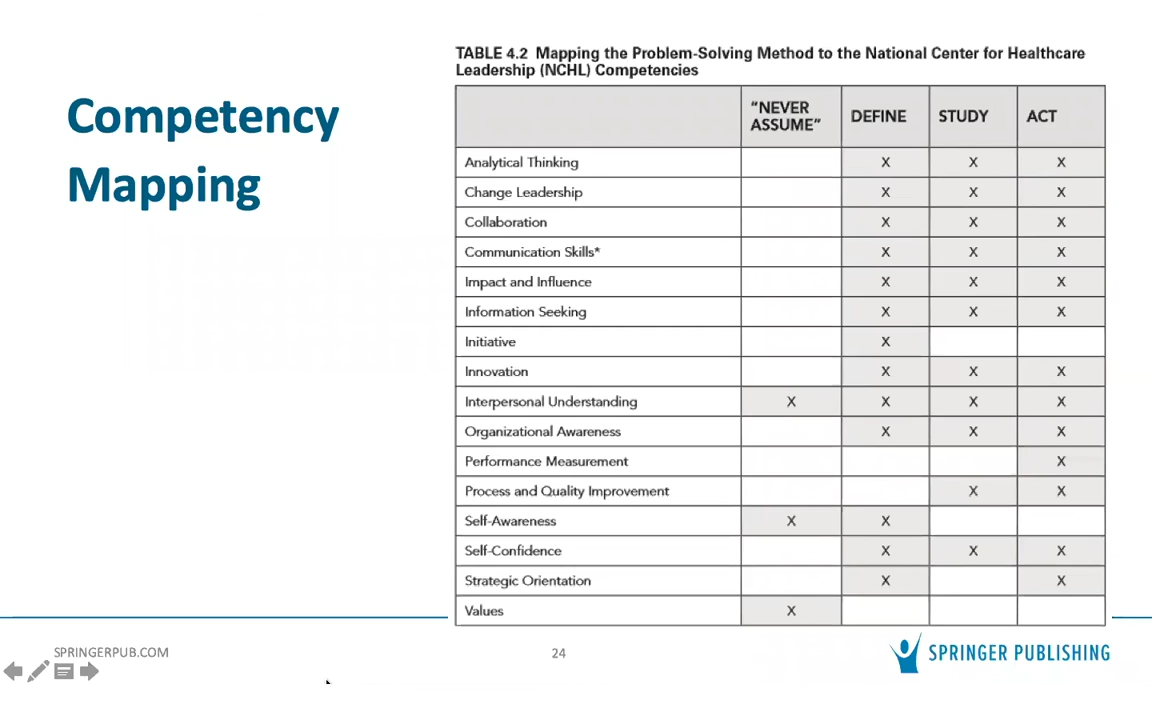 Competency
Mapping
TABLE 4.2 Mapping the Problem-Solving Method to the National Center for Healthcare
Leadership (NCHL) Competencies
"NEVER ASSUME" DEFINE STUDY ACT
Analytical Thinking X X X
Change Leadership X X X
Collaboration X X X
Communication Skills* X X X
Impact and Influence X X X
Information Seeking X X X
Initiative X
Innovation X X X
Interpersonal Understanding X X X X
Organizational Awareness X X X
Performance Measurement X
Process and Quality Improvement X X
Self-Awareness X X
Self-Confidence X X X
Strategic Orientation X X
Values X
SPRINGERPUB.COM
24
SPRINGER PUBLISHING